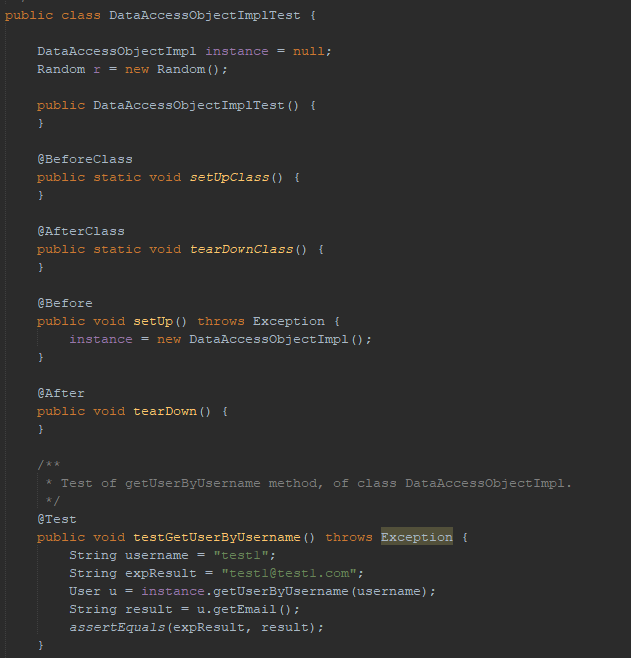 public class DataAccessObjectImplTest {
DataAccessObjectImpl instance = null;
Random r = new Random();
public DataAccessObjectImplTest() {
}
@BeforeClass
public static void setUpClass() {
}
@AfterClass
public static void tearDownClass() {
}
@Before
public void setUp() throws Exception {
instance = new DataAccessObjectImpl();
}
@After
public void tearDown() {
}
/**
* Test of getUserByUsername method, of class DataAccessObjectImpl.
*/
@Test
public void testGetUserByUsername() throws Exception {
String username = "test1";
String expResult = "test1@test1.com";
User u = instance.getUserByUsername(username);
String result = u.getEmail();
assertEquals(expResult, result);
}